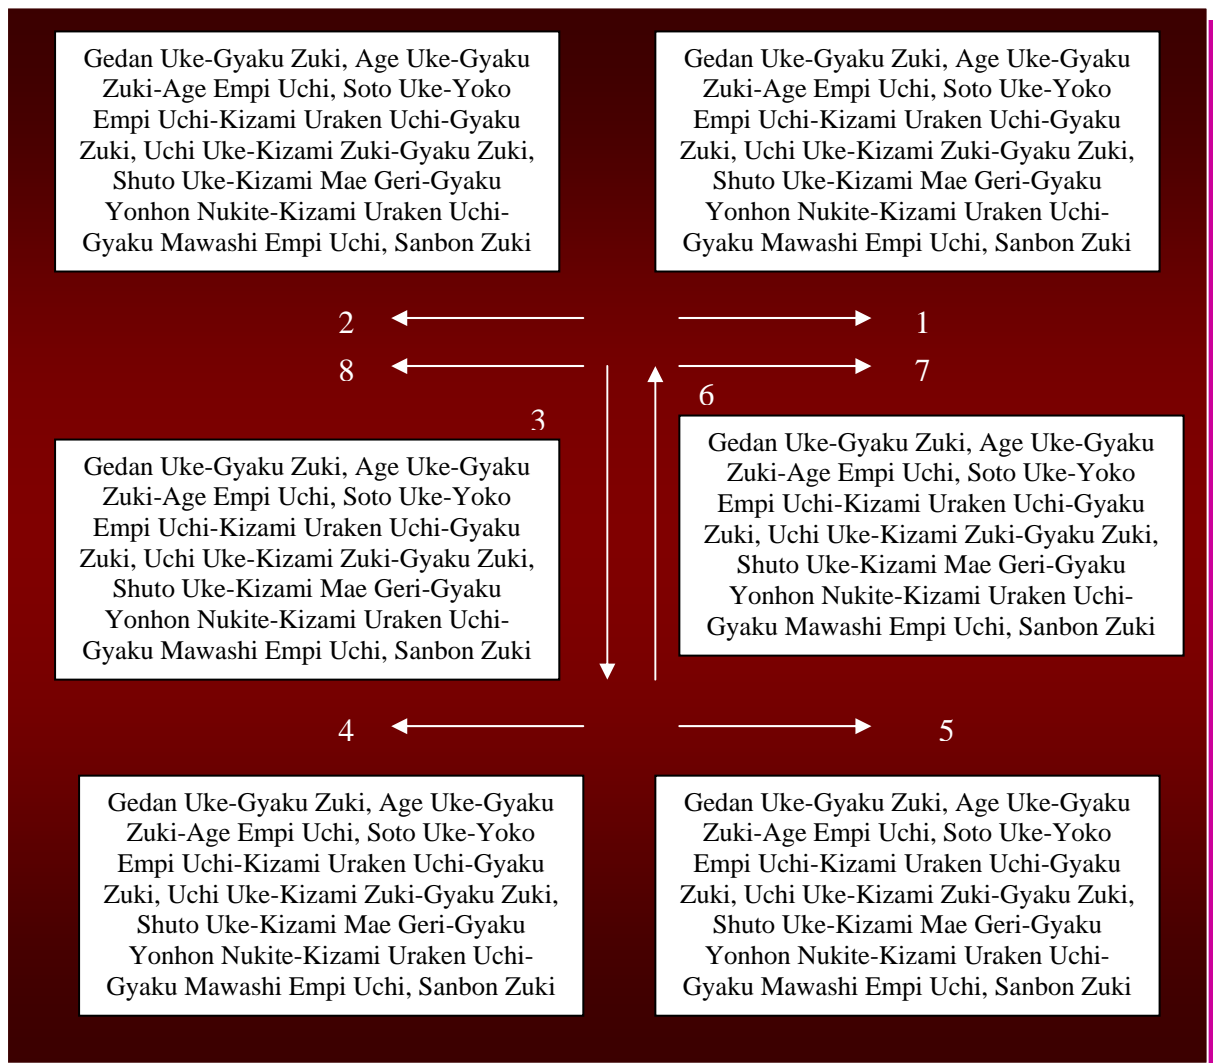 Gedan Uke-Gyaku Zuki, Age Uke-Gyaku
Zuki-Age Empi Uchi, Soto Uke-Yoko
Empi Uchi-Kizami Uraken Uchi-Gyaku
Zuki, Uchi Uke-Kizami Zuki-Gyaku Zuki,
Shuto Uke-Kizami Mae Geri-Gyaku
Yonhon Nukite-Kizami Uraken Uchi-
Gyaku Mawashi Empi Uchi, Sanbon Zuki
Gedan Uke-Gyaku Zuki, Age Uke-Gyaku
Zuki-Age Empi Uchi, Soto Uke-Yoko
Empi Uchi-Kizami Uraken Uchi-Gyaku
Zuki, Uchi Uke-Kizami Zuki-Gyaku Zuki,
Shuto Uke-Kizami Mae Geri-Gyaku
Yonhon Nukite-Kizami Uraken Uchi-
Gyaku Mawashi Empi Uchi, Sanbon Zuki
2
1
8
7
3
6
Gedan Uke-Gyaku Zuki, Age Uke-Gyaku
Zuki-Age Empi Uchi, Soto Uke-Yoko
Empi Uchi-Kizami Uraken Uchi-Gyaku
Zuki, Uchi Uke-Kizami Zuki-Gyaku Zuki,
Shuto Uke-Kizami Mae Geri-Gyaku
Yonhon Nukite-Kizami Uraken Uchi-
Gyaku Mawashi Empi Uchi, Sanbon Zuki
Gedan Uke-Gyaku Zuki, Age Uke-Gyaku
Zuki-Age Empi Uchi, Soto Uke-Yoko
Empi Uchi-Kizami Uraken Uchi-Gyaku
Zuki, Uchi Uke-Kizami Zuki-Gyaku Zuki,
Shuto Uke-Kizami Mae Geri-Gyaku
Yonhon Nukite-Kizami Uraken Uchi-
Gyaku Mawashi Empi Uchi, Sanbon Zuki
4
5
Gedan Uke-Gyaku Zuki, Age Uke-Gyaku
Zuki-Age Empi Uchi, Soto Uke-Yoko
Empi Uchi-Kizami Uraken Uchi-Gyaku
Zuki, Uchi Uke-Kizami Zuki-Gyaku Zuki,
Shuto Uke-Kizami Mae Geri-Gyaku
Yonhon Nukite-Kizami Uraken Uchi-
Gyaku Mawashi Empi Uchi, Sanbon Zuki
Gedan Uke-Gyaku Zuki, Age Uke-Gyaku
Zuki-Age Empi Uchi, Soto Uke-Yoko
Empi Uchi-Kizami Uraken Uchi-Gyaku
Zuki, Uchi Uke-Kizami Zuki-Gyaku Zuki,
Shuto Uke-Kizami Mae Geri-Gyaku
Yonhon Nukite-Kizami Uraken Uchi-
Gyaku Mawashi Empi Uchi, Sanbon Zuki